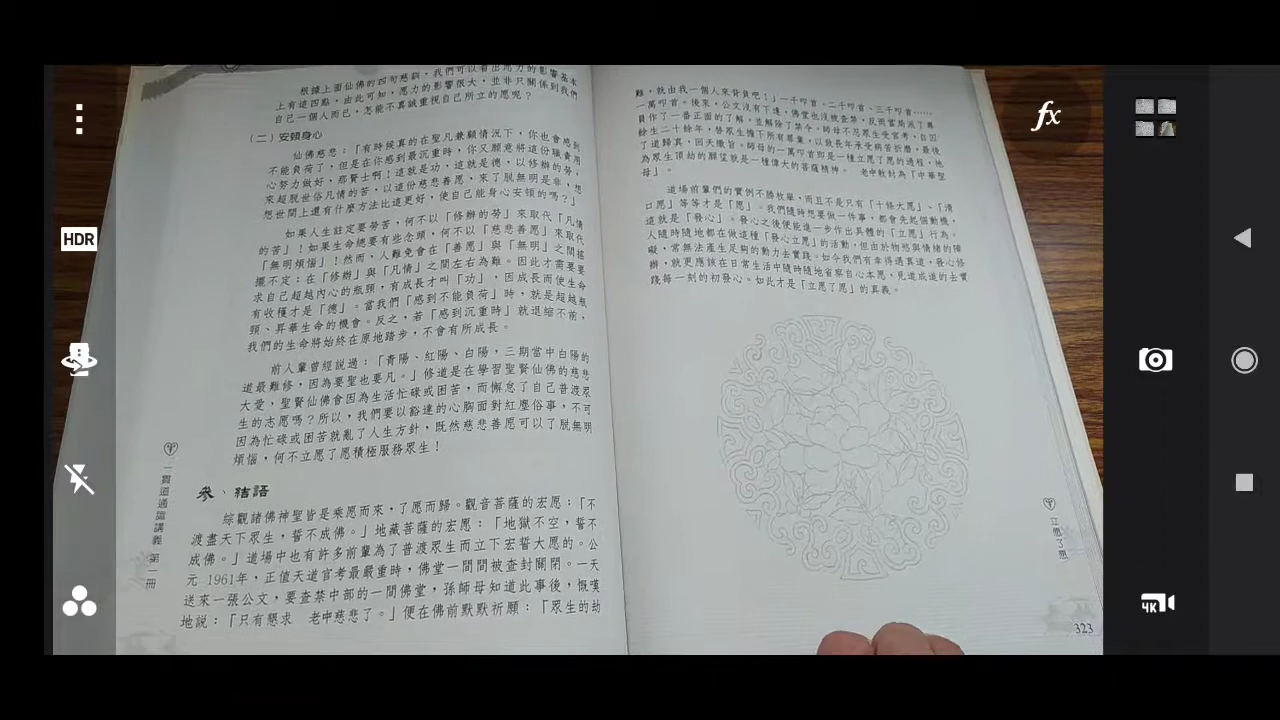 根據上面仙佛的四句慈訓，我們可以看出愿力的影響基本
上有這四點，由此可知，愿力的影響很大，並非只關係到我們
自己一個人而已，怎能不真誠重視自己所立的愿呢？
（二）安頓身心
仙佛慈悲：「有時候真的在聖凡兼顧情況下，你也會感到
不能負荷了，但是在你感到最沉重時，你又願意將這份職責用
心努力做好，那賢士啊！這就是功，這就是德，以修辦的勞，
來超脫世俗凡情的苦，以這份慈悲善愿，來了脫無明是非，想
想世間上還有什麼方法比這更好，使自己能身心安頓的嗎？」
如果人生註定要勞苦，何不以「修辦的勞」來取代「凡情
的苦」！如果生命總要有些念頭，何不以「慈悲善愿」來取代
「無明煩惱」！然而，人難免會在「善愿」與「無明」之間搖
擺不定；在「修辦」與「凡情」之間左右為難。因此才需要要
求自己超越內心的瓶頸，有成長才叫「功」，因成長而使生命
有收穫才是「德」。當我們「感到不能負荷」時，就是超越瓶
頸、昇華生命的機會。反之，若「感到沉重時」就退縮不前，
我們的生命將始終在原地踏步，不會有所成長。
前人輩曾經說過：「青陽、紅陽、白陽，三期當中白陽的
道最難修，因為要聖也要凡。」修道是在學習聖賢仙佛的慈悲
大愛，聖賢仙佛會因為生活忙碌或困苦，而懈怠了自己普渡眾
生的志愿嗎？所以，我們要以豁達的心胸面對紅塵俗事，不可
因為忙碌或困苦就亂了人生方針，既然慈悲善愿可以了脫無明
煩惱，何不立愿了愿積極服務眾生！
參、結語
綜觀諸佛神聖皆是乘愿而來，了愿而歸。觀音菩薩的宏愿：「不
渡盡天下眾生，誓不成佛。」地藏菩薩的宏愿：「地獄不空，誓不
成佛。」道場中也有許多前輩為了普渡眾生而立下宏誓大愿的。公
元 1961年，正值天道官考最嚴重時，佛堂一間間被查封關閉。一天
送來一張公文，要查禁中部的一間佛堂，孫師母知道此事後，慨嘆
地說：「只有懇求　老中慈悲了。」便在佛前默默祈願：「眾生的劫
一貫道通識講義 第一冊
難，就由我一個人來背負吧！」一千叩首。二千叩首。三千叩首……
一萬叩首。後來，公文沒有下達，佛堂也沒被查禁，反而當局派了專
員作了一番正面的了解，並解除了禁令。師母不忍眾生受官考，自囚
餘生二十餘年，替眾生擔下所有罪業，以致長年承受病苦折磨，最後
了道歸真，回天繳旨。師母的一萬叩首即是一種立愿了愿的過程，她
為眾生頂劫的願望就是一種偉大的菩薩精神。　老中敕封為「中華聖
母」。
道場前輩們的實例不勝枚舉，而且不是只有「十條大愿」、「清
口愿」等等才是「愿」。我們隨時想要做一件事，都會先起個動機，
這就是「發心」。發心之後便能進一步作出具體的「立愿」行為。
人隨時隨地都在做這種「發心立愿」的活動，但由於物慾與情緒的障
礙，常無法產生足夠的動力去實踐。如今我們有幸得遇真道，發心修
辦，就更應該在日常生活中隨時隨地省察自心本愿，見道成道的去實
踐每一刻的初發心。如此才是「立愿了愿」的真義。
立愿了愿
323
HDR
fx
4K